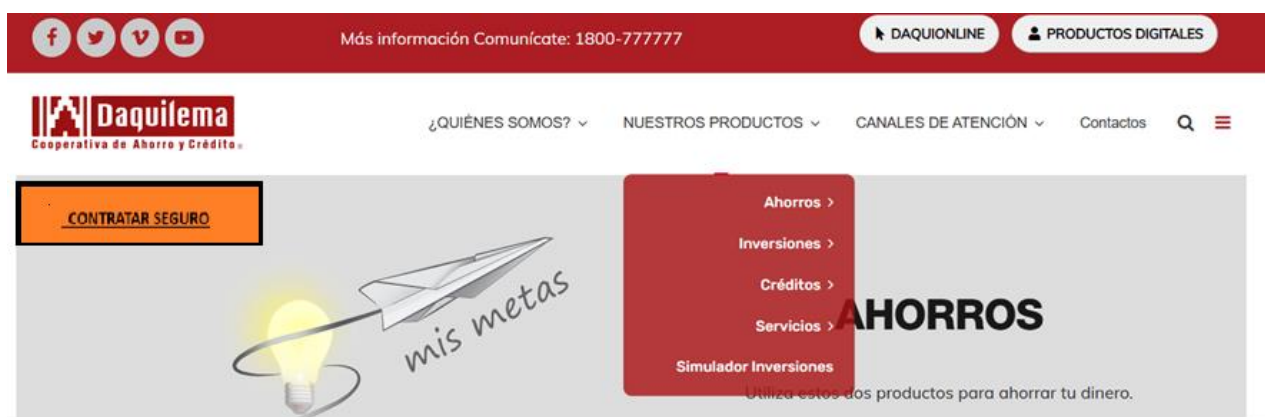 Más información Comunícate: 1800-777777
DAQUIONLINE
PRODUCTOS DIGITALES
Daquilema
Cooperativa de Ahorro y Crédito
¿QUIÉNES SOMOS?
NUESTROS PRODUCTOS
CANALES DE ATENCIÓN
Contactos
CONTRATAR SEGURO
Ahorros >
Inversiones >
Créditos >
Servicios >
Simulador Inversiones
mis metas
AHORROS
Utiliza estos dos productos para ahorrar tu dinero.